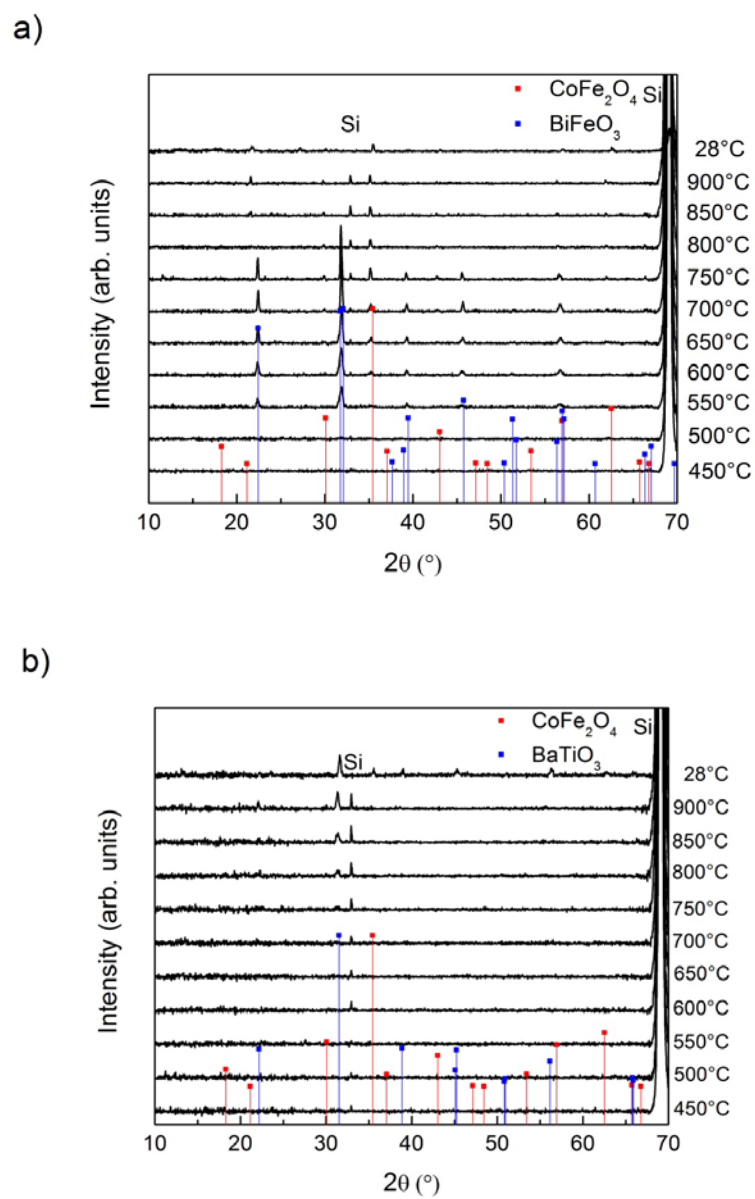 a)
CoFe₂O₄ Si
BiFeO₃
Si
28°C
900°C
850°C
800°C
750°C
700°C
650°C
600°C
550°C
500°C
450°C
Intensity (arb. units)
10 20 30 40 50 60 70
2θ (°)
b)
CoFe₂O₄ Si
BaTiO₃
Si
28°C
900°C
850°C
800°C
750°C
700°C
650°C
600°C
550°C
500°C
450°C
Intensity (arb. units)
10 20 30 40 50 60 70
2θ (°)